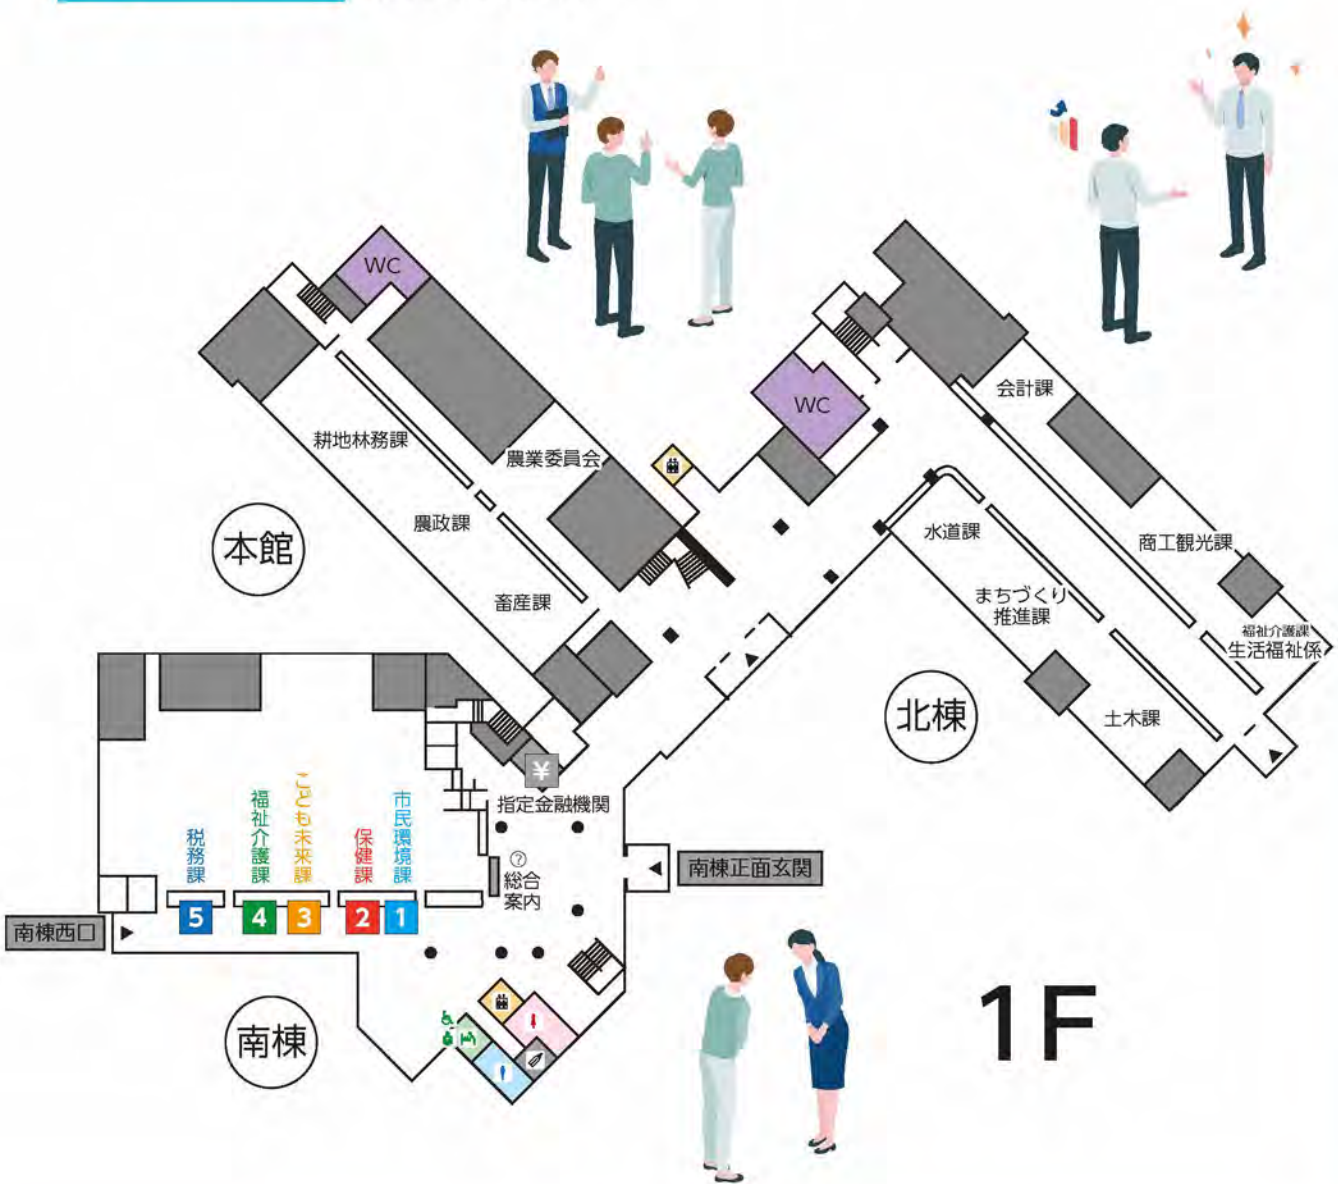 WC
WC
会計課
耕地林務課
農業委員会
本館
農政課
水道課
商工観光課
畜産課
まちづくり
推進課
福祉介護課
生活福祉係
北棟
土木課
¥
指定金融機関
税務課
福祉介護課
こども未来課
保健課
市民環境課
?
総合
案内
南棟正面玄関
5
4
3
2
1
南棟西口
南棟
1F